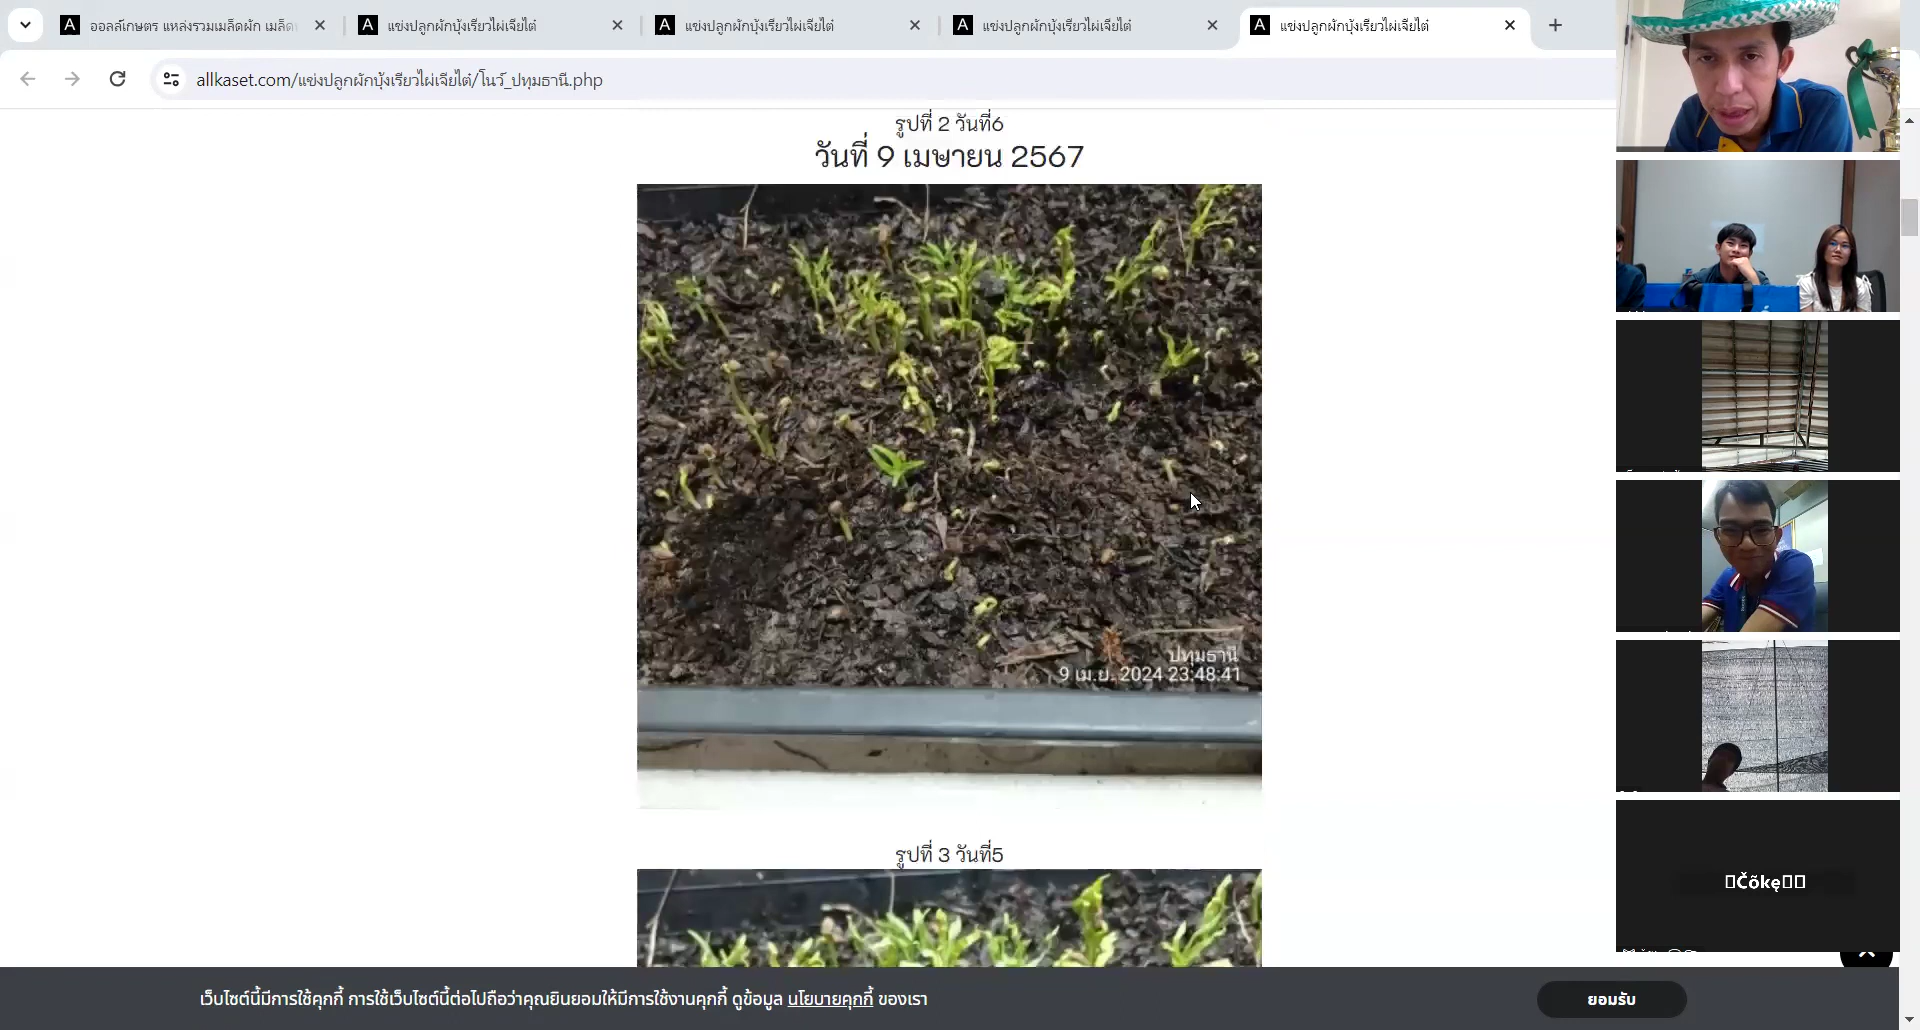 ออลล์เกษตร แหล่งรวมเมล็ดผัก เมล็ด
แข่งปลูกผักบุ้งเรียวไผ่เจียไต๋
แข่งปลูกผักบุ้งเรียวไผ่เจียไต๋
แข่งปลูกผักบุ้งเรียวไผ่เจียไต๋
แข่งปลูกผักบุ้งเรียวไผ่เจียไต๋
allkaset.com/แข่งปลูกผักบุ้งเรียวไผ่เจียไต๋/โนว์_ปทุมธานี.php
รูปที่ 2 วันที่6
วันที่ 9 เมษายน 2567
ปทุมธานี
9 เม.ย. 2024 23:48:41
รูปที่ 3 วันที่5
Čõkę
เว็บไซต์นี้มีการใช้คุกกี้ การใช้เว็บไซต์นี้ต่อไปถือว่าคุณยินยอมให้มีการใช้งานคุกกี้ ดูข้อมูล นโยบายคุกกี้ ของเรา
ยอมรับ